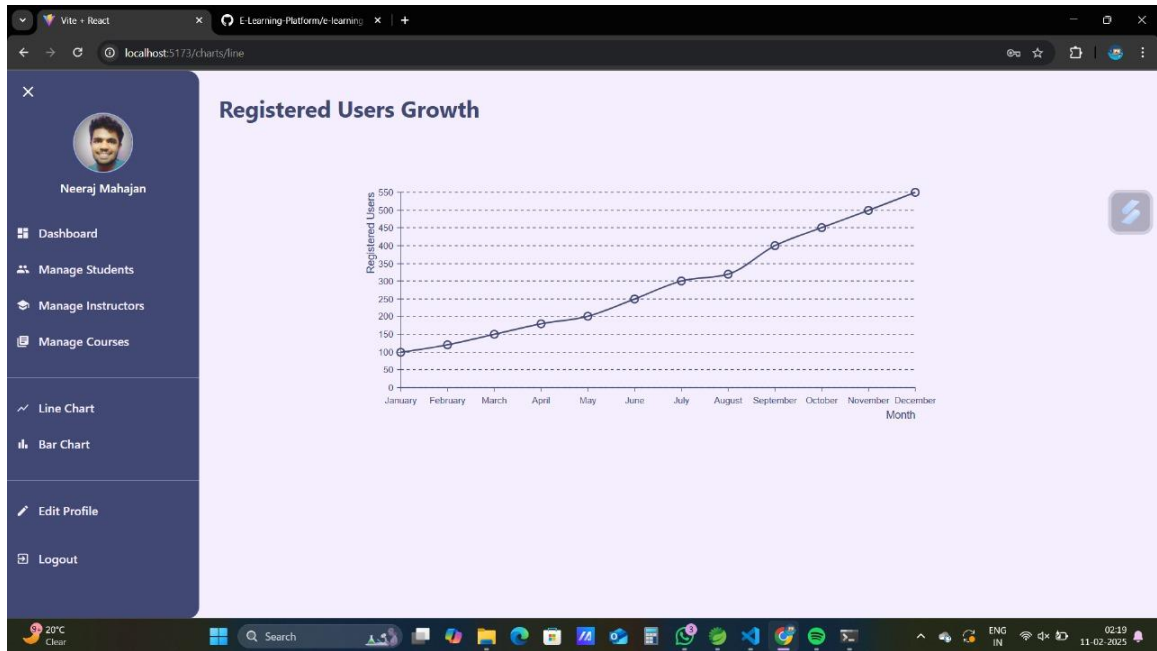 Vite + React
E-Learning-Platform/e-learning
localhost:5173/charts/line
Neeraj Mahajan
Dashboard
Manage Students
Manage Instructors
Manage Courses
Line Chart
Bar Chart
Edit Profile
Logout
Registered Users Growth
Registered Users
550
500
450
400
350
300
250
200
150
100
50
0
January February March April May June July August September October November December
Month
9+
20°C
Clear
Search
3
ENG
IN
02:19
11-02-2025